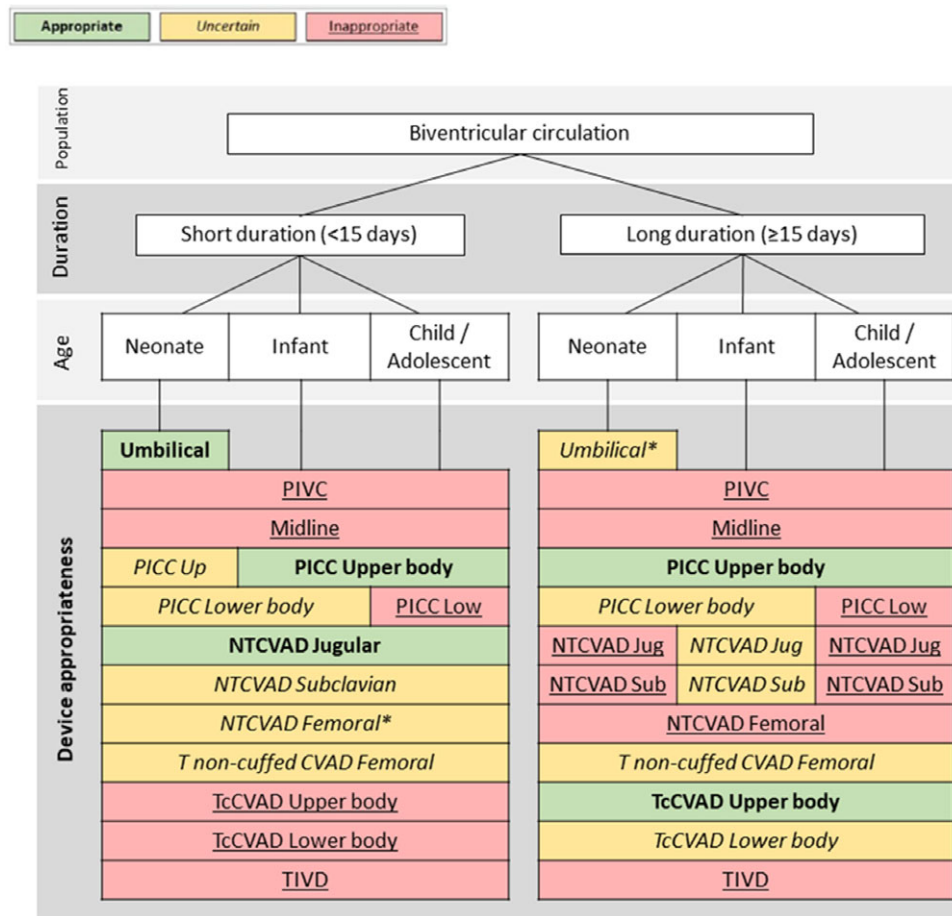 Appropriate Uncertain Inappropriate
Population
Biventricular circulation
Duration
Short duration (<15 days) Long duration (≥15 days)
Age
Neonate Infant Child / Adolescent Neonate Infant Child / Adolescent
Device appropriateness
Umbilical Umbilical*
PIVC PIVC
Midline Midline
PICC Up PICC Upper body PICC Upper body
PICC Lower body PICC Low PICC Lower body PICC Low
NTCVAD Jugular NTCVAD Jug NTCVAD Jug NTCVAD Jug
NTCVAD Subclavian NTCVAD Sub NTCVAD Sub NTCVAD Sub
NTCVAD Femoral* NTCVAD Femoral
T non-cuffed CVAD Femoral T non-cuffed CVAD Femoral
TcCVAD Upper body TcCVAD Upper body
TcCVAD Lower body TcCVAD Lower body
TIVD TIVD